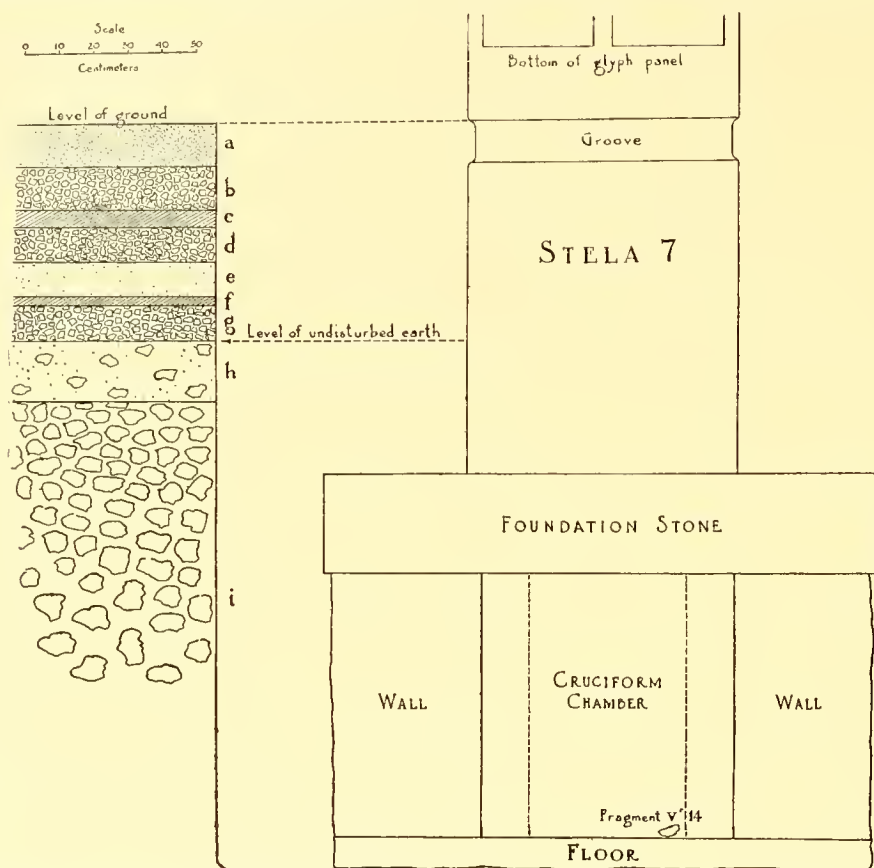 Scale
0 10 20 30 40 50
Centimeters
Level of ground
a
b
c
d
e
f
g
h
i
Level of undisturbed earth
Bottom of glyph panel
Groove
STELA 7
FOUNDATION STONE
WALL
CRUCIFORM
CHAMBER
WALL
Fragment V'14
FLOOR